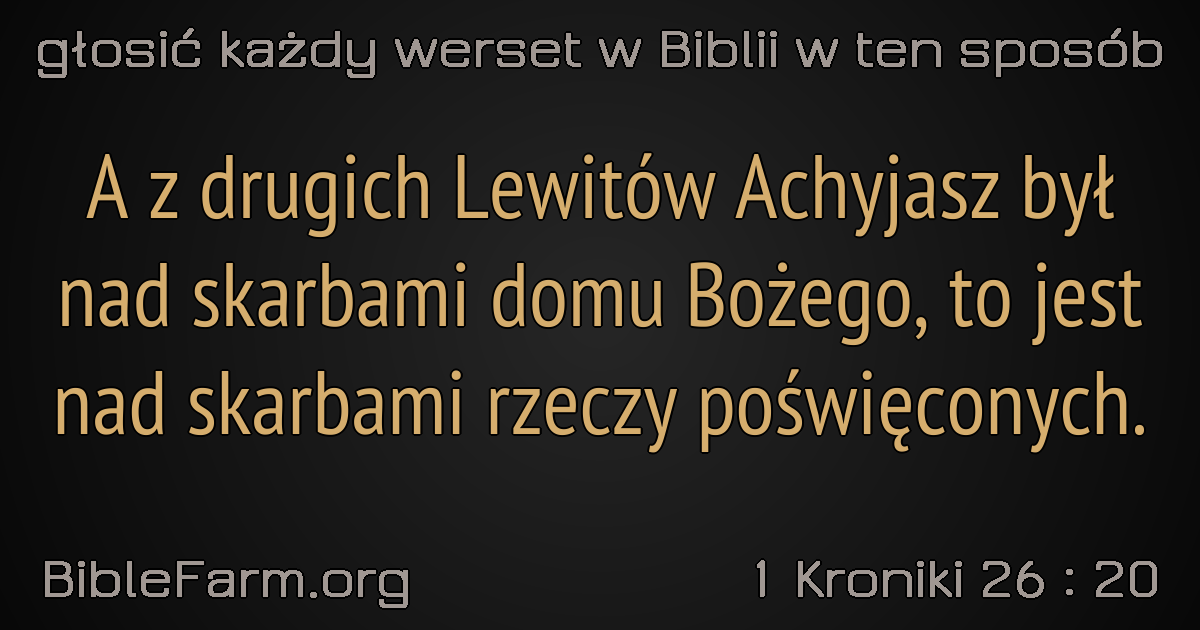 głosić każdy werset w Biblii w ten sposób
A z drugich Lewitów Achyjasz był
nad skarbami domu Bożego, to jest
nad skarbami rzeczy poświęconych.
BibleFarm.org
1 Kroniki 26 : 20